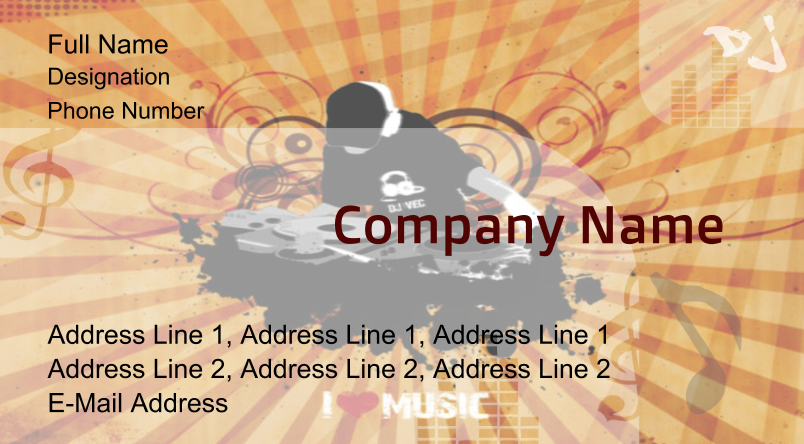 Full Name
DJ
Designation
Phone Number
DJ VEC
Company Name
Address Line 1, Address Line 1, Address Line 1
Address Line 2, Address Line 2, Address Line 2
E-Mail Address
I ❤ MUSIC